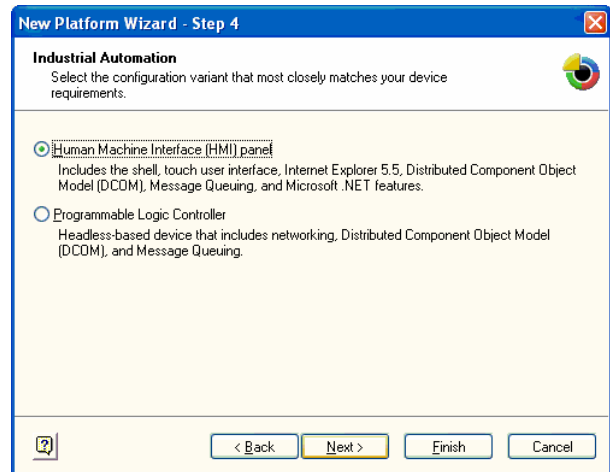 New Platform Wizard - Step 4
Industrial Automation
Select the configuration variant that most closely matches your device
requirements.
Human Machine Interface (HMI) panel
Includes the shell, touch user interface, Internet Explorer 5.5, Distributed Component Object
Model (DCOM), Message Queuing, and Microsoft .NET features.
Programmable Logic Controller
Headless-based device that includes networking, Distributed Component Object Model
(DCOM), and Message Queuing.
? < Back Next > Finish Cancel